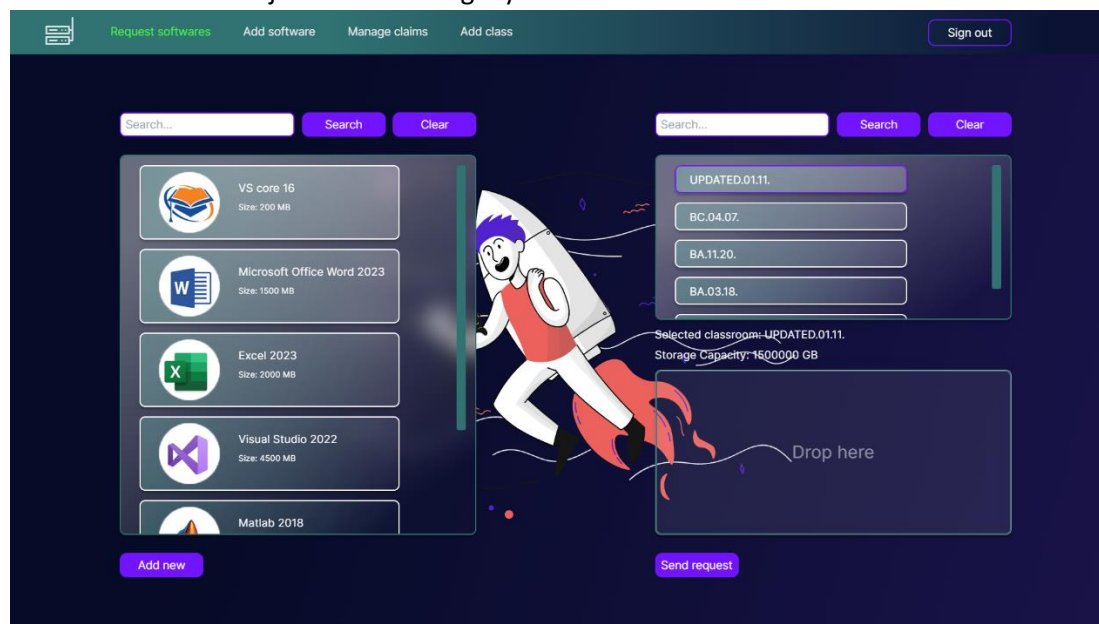 Request softwares
Add software
Manage claims
Add class
Sign out
Search...
Search
Clear
VS core 16
Size: 200 MB
Microsoft Office Word 2023
Size: 1500 MB
Excel 2023
Size: 2000 MB
Visual Studio 2022
Size: 4500 MB
Matlab 2018
Add new
Search...
Search
Clear
UPDATED.01.11.
BC.04.07.
BA.11.20.
BA.03.18.
Selected classroom: UPDATED.01.11.
Storage Capacity: 1500000 GB
Drop here
Send request
W
X